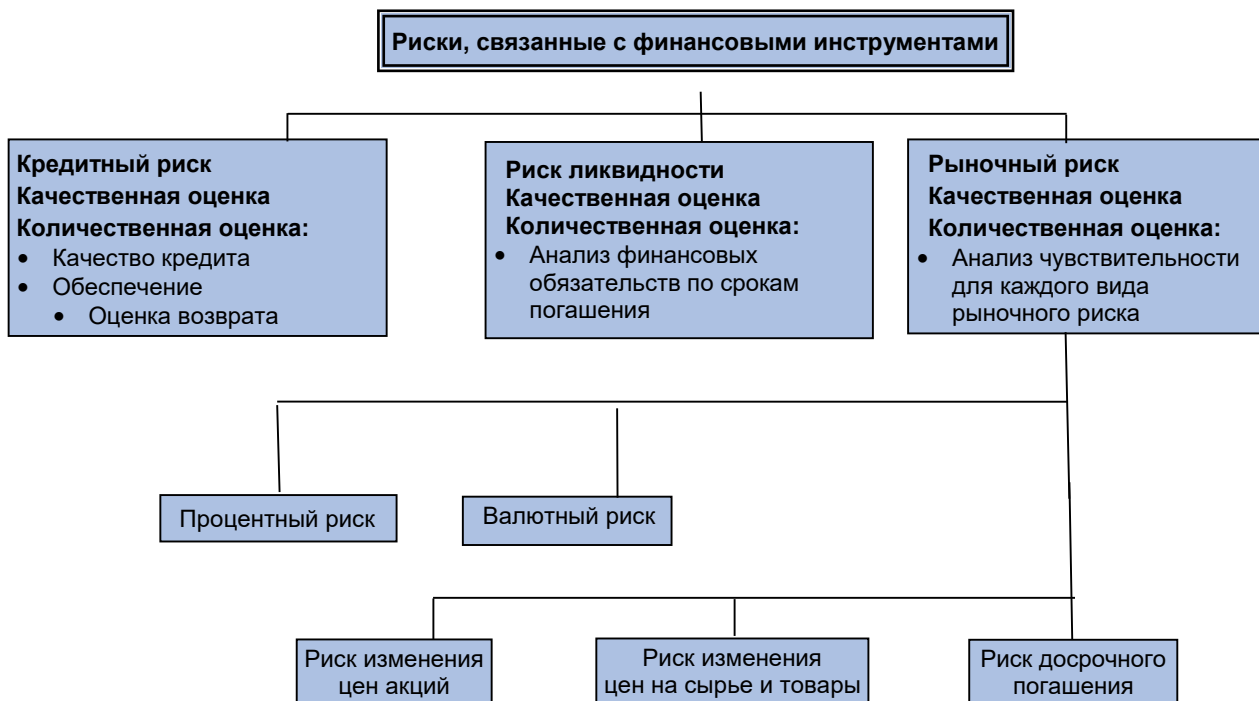 Риски, связанные с финансовыми инструментами
Кредитный риск
Качественная оценка
Количественная оценка:
• Качество кредита
• Обеспечение
• Оценка возврата
Риск ликвидности
Качественная оценка
Количественная оценка:
• Анализ финансовых
обязательств по срокам
погашения
Рыночный риск
Качественная оценка
Количественная оценка:
• Анализ чувствительности
для каждого вида
рыночного риска
Процентный риск
Валютный риск
Риск изменения
цен акций
Риск изменения
цен на сырье и товары
Риск досрочного
погашения